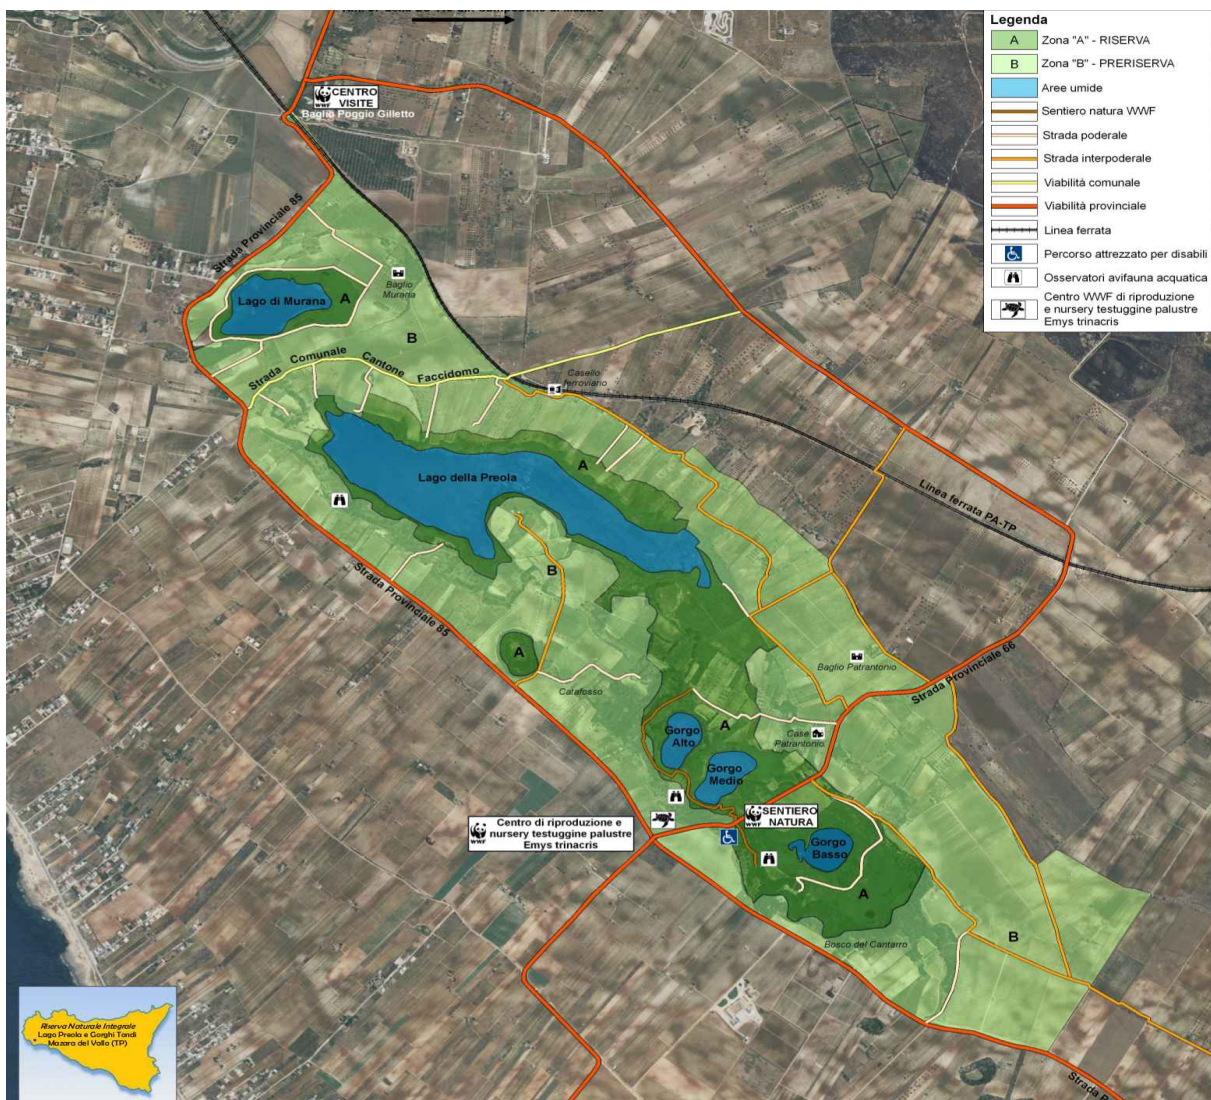 Legenda
A Zona "A" - RISERVA
B Zona "B" - PRERISERVA
Aree umide
Sentiero natura WWF
Strada poderale
Strada interpoderale
Viabilità comunale
Viabilità provinciale
Linea ferrata
Percorso attrezzato per disabili
Osservatori avifauna acquatica
Centro WWF di riproduzione
e nursery testuggine palustre
Emys trinacris
WWF
CENTRO
VISITE
Baglio Poggio Gilletto
Strada Provinciale 85
Lago di Murana
A
Baglio
Murana
B
Strada Comunale Cantone Faccidomo
Casello
ferroviario
A
Lago della Preola
Linea ferrata PA-TP
B
Strada Provinciale 85
A
Catafosso
Baglio Patrantonio
Strada Provinciale 66
A
Gorgo
Alto
Case
Patrantonio
Gorgo
Medio
WWF
SENTIERO
NATURA
WWF
Centro di riproduzione e
nursery testuggine palustre
Emys trinacris
Gorgo
Basso
A
B
Bosco del Cantarro
Riserva Naturale Integrale
Lago Preola e Gorghi Tondi
Mazara del Vallo (TP)
Strada